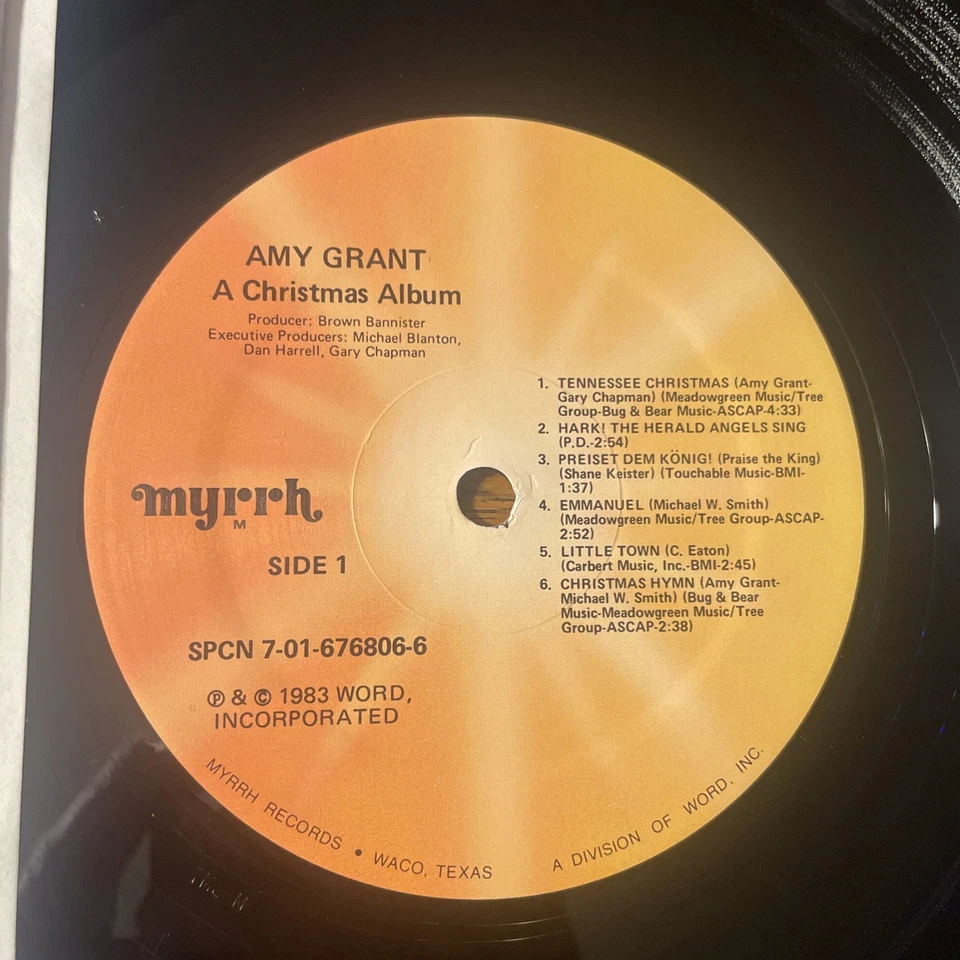 AMY GRANT
A Christmas Album
Producer: Brown Bannister
Executive Producers: Michael Blanton,
Dan Harrell, Gary Chapman
1. TENNESSEE CHRISTMAS (Amy Grant-
Gary Chapman) (Meadowgreen Music/Tree
Group-Bug & Bear Music-ASCAP-4:33)
2. HARK! THE HERALD ANGELS SING
(P.D.-2:54)
3. PREISET DEM KÖNIG! (Praise the King)
(Shane Keister) (Touchable Music-BMI-
1:37)
4. EMMANUEL (Michael W. Smith)
(Meadowgreen Music/Tree Group-ASCAP-
2:52)
5. LITTLE TOWN (C. Eaton)
(Carbert Music, Inc.-BMI-2:45)
6. CHRISTMAS HYMN (Amy Grant-
Michael W. Smith) (Bug & Bear
Music-Meadowgreen Music/Tree
Group-ASCAP-2:38)
myrrh
M
SIDE 1
SPCN 7-01-676806-6
℗ & © 1983 WORD,
INCORPORATED
MYRRH RECORDS • WACO, TEXAS A DIVISION OF WORD, INC.